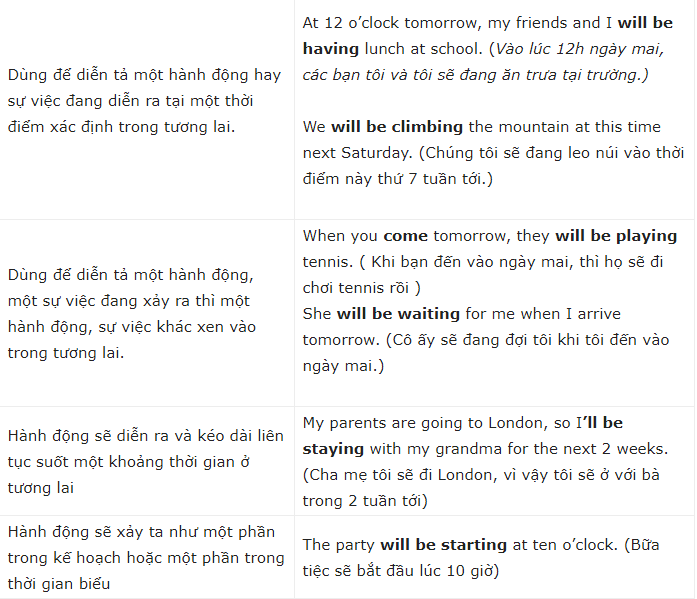 Dùng để diễn tả một hành động hay
sự việc đang diễn ra tại một thời
điểm xác định trong tương lai.
At 12 o’clock tomorrow, my friends and I will be
having lunch at school. (Vào lúc 12h ngày mai,
các bạn tôi và tôi sẽ đang ăn trưa tại trường.)
We will be climbing the mountain at this time
next Saturday. (Chúng tôi sẽ đang leo núi vào thời
điểm này thứ 7 tuần tới.)
Dùng để diễn tả một hành động,
một sự việc đang xảy ra thì một
hành động, sự việc khác xen vào
trong tương lai.
When you come tomorrow, they will be playing
tennis. ( Khi bạn đến vào ngày mai, thì họ sẽ đi
chơi tennis rồi )
She will be waiting for me when I arrive
tomorrow. (Cô ấy sẽ đang đợi tôi khi tôi đến vào
ngày mai.)
Hành động sẽ diễn ra và kéo dài liên
tục suốt một khoảng thời gian ở
tương lai
My parents are going to London, so I’ll be
staying with my grandma for the next 2 weeks.
(Cha mẹ tôi sẽ đi London, vì vậy tôi sẽ ở với bà
trong 2 tuần tới)
Hành động sẽ xảy ta như một phần
trong kế hoạch hoặc một phần trong
thời gian biểu
The party will be starting at ten o’clock. (Bữa
tiệc sẽ bắt đầu lúc 10 giờ)